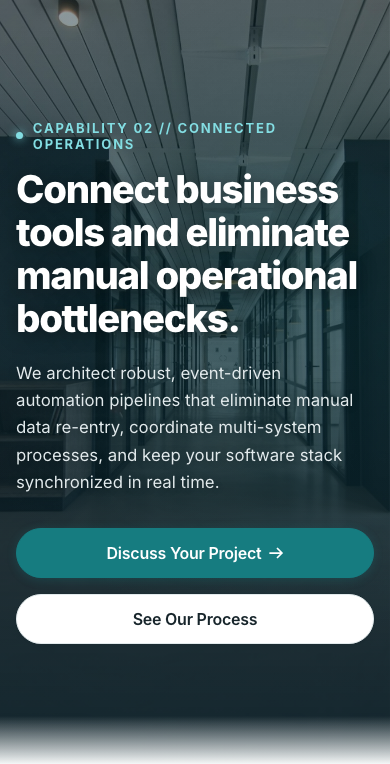 CAPABILITY 02 // CONNECTED
OPERATIONS
Connect business
tools and eliminate
manual operational
bottlenecks.
We architect robust, event-driven
automation pipelines that eliminate manual
data re-entry, coordinate multi-system
processes, and keep your software stack
synchronized in real time.
Discuss Your Project →
See Our Process